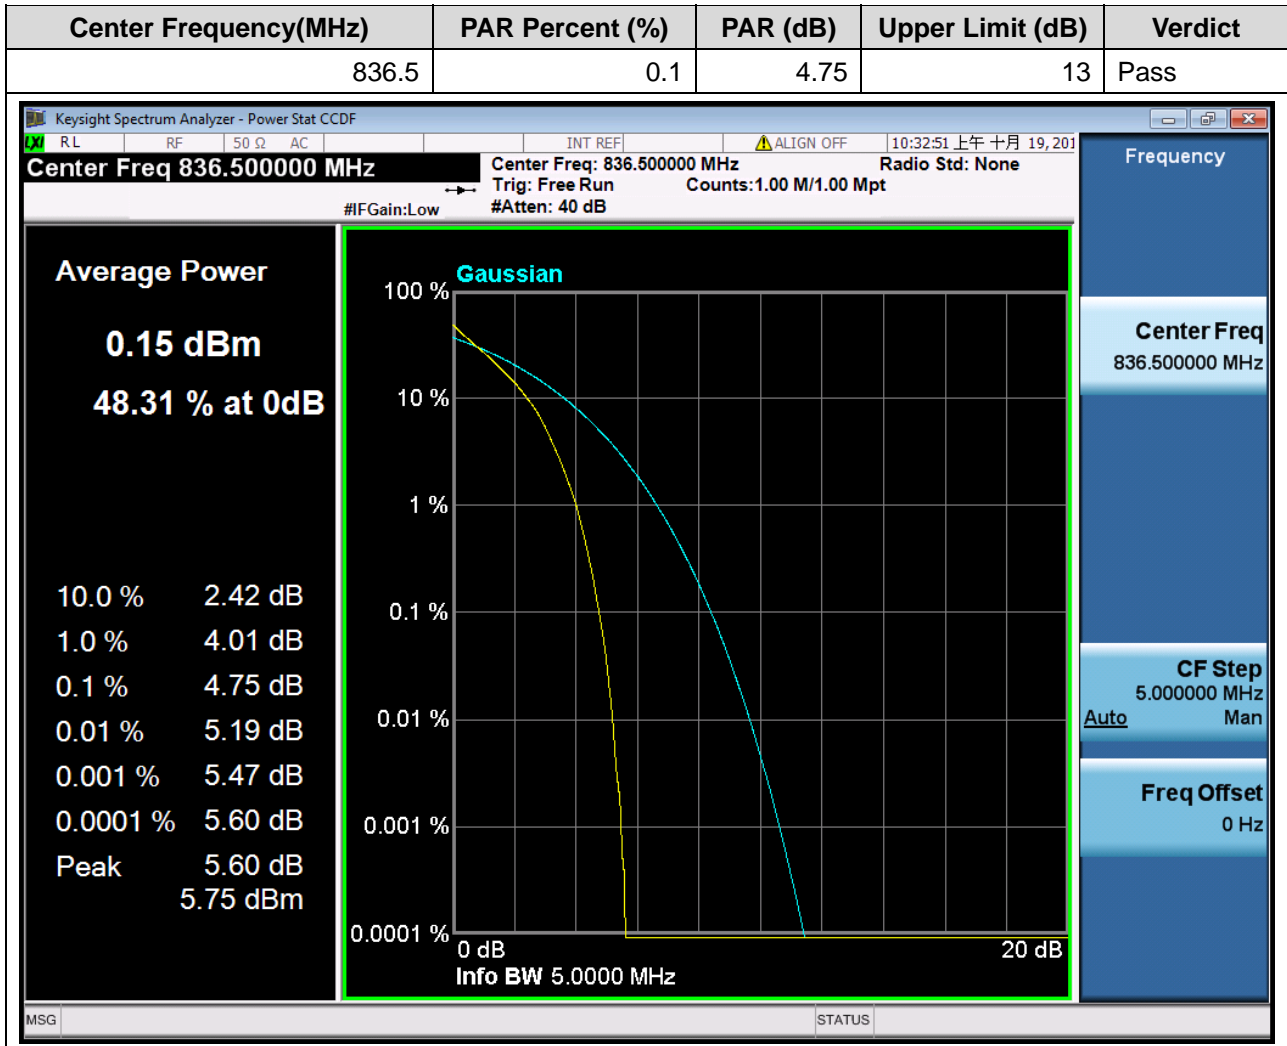 Center Frequency(MHz) PAR Percent (%) PAR (dB) Upper Limit (dB) Verdict
836.5 0.1 4.75 13 Pass
Keysight Spectrum Analyzer - Power Stat CCDF
LXI RL RF 50 Ω AC INT REF ALIGN OFF 10:32:51 上午 十月 19, 201
Center Freq 836.500000 MHz
Center Freq: 836.500000 MHz Radio Std: None
Trig: Free Run Counts:1.00 M/1.00 Mpt
#IFGain:Low #Atten: 40 dB
Average Power
0.15 dBm
48.31 % at 0dB
10.0 % 2.42 dB
1.0 % 4.01 dB
0.1 % 4.75 dB
0.01 % 5.19 dB
0.001 % 5.47 dB
0.0001 % 5.60 dB
Peak 5.60 dB
5.75 dBm
Gaussian
100 %
10 %
1 %
0.1 %
0.01 %
0.001 %
0.0001 %
0 dB 20 dB
Info BW 5.0000 MHz
Frequency
Center Freq
836.500000 MHz
CF Step
5.000000 MHz
Auto Man
Freq Offset
0 Hz
MSG STATUS